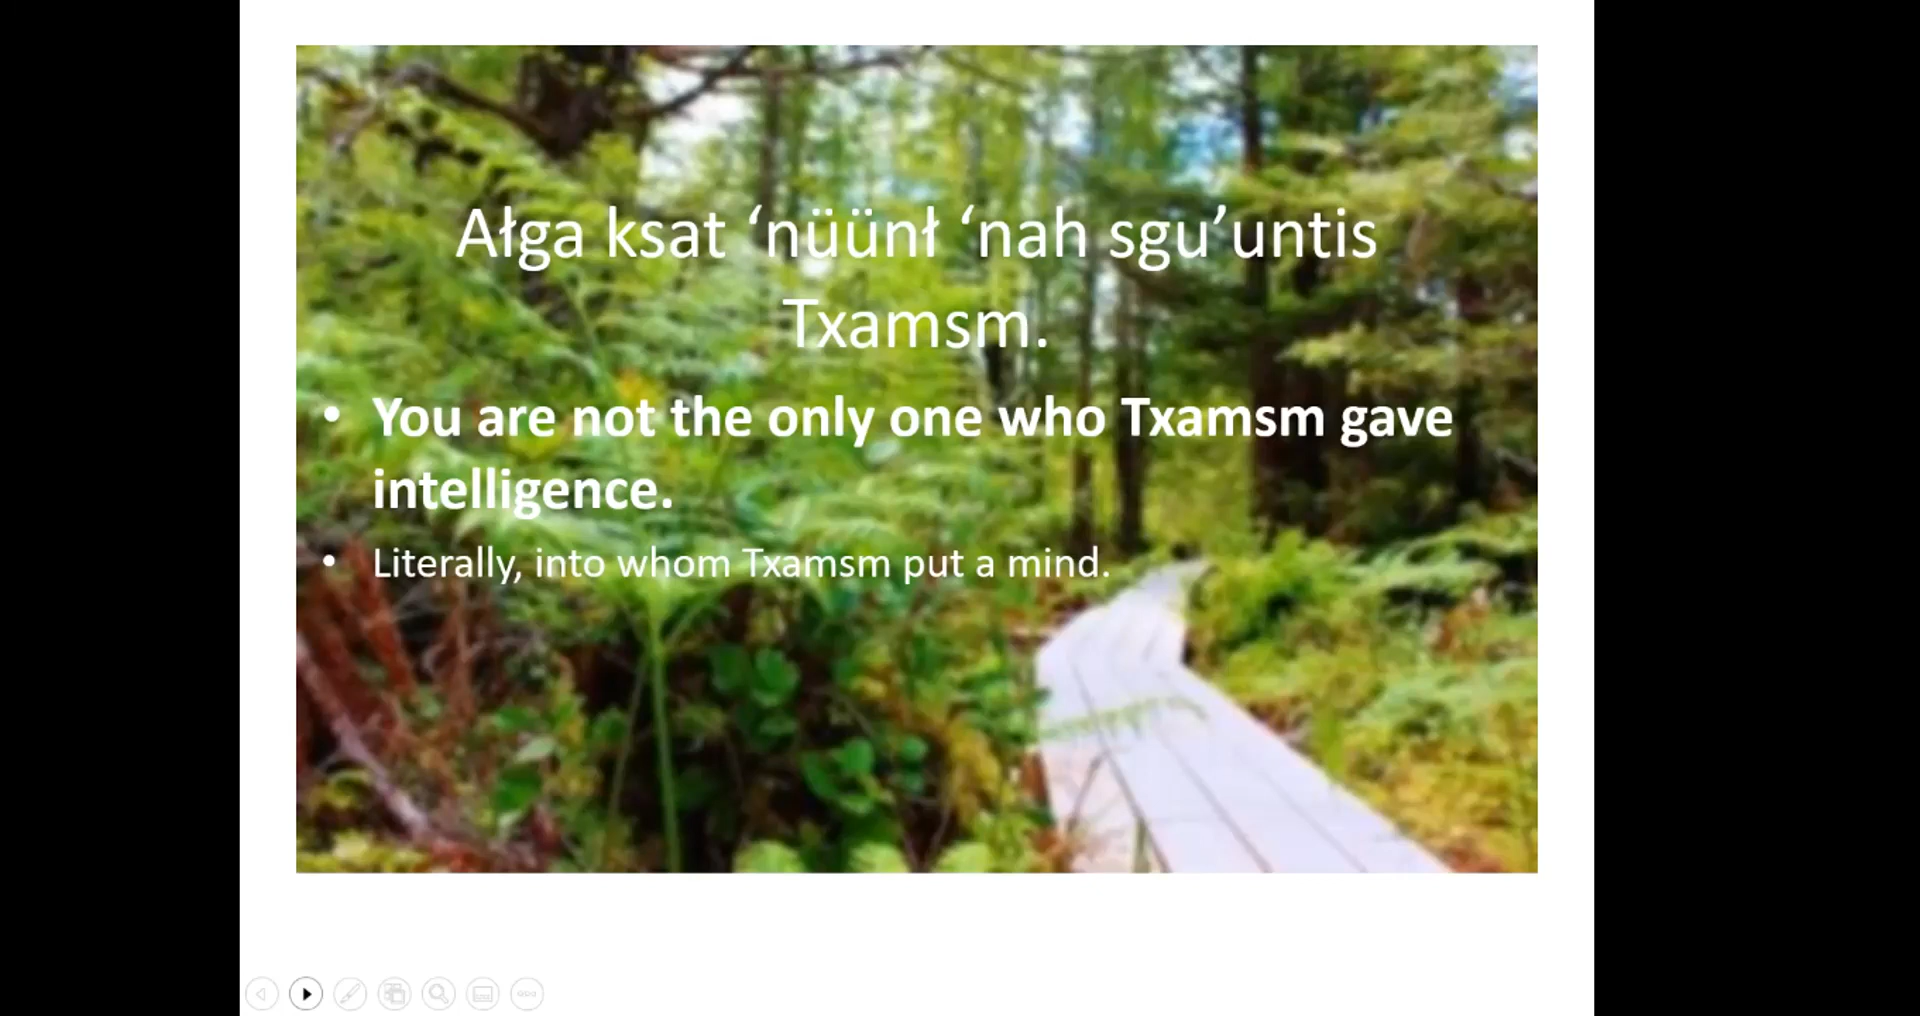 Ałga ksat ‘nüünł ‘nah sgu’untis
Txamsm.
• You are not the only one who Txamsm gave
intelligence.
• Literally, into whom Txamsm put a mind.